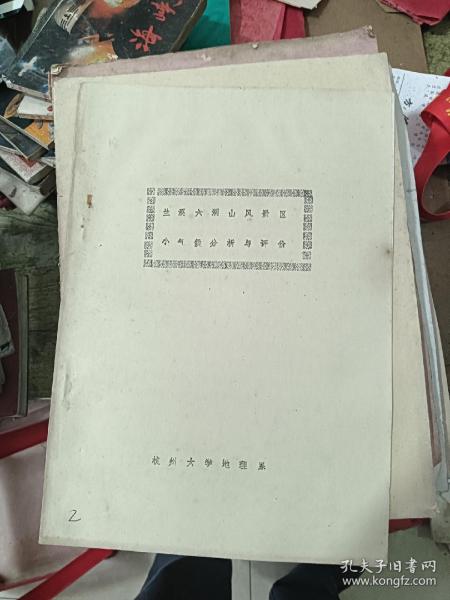 兰溪六洞山风景区
小气候分析与评价
杭州大学地理系
2
孔夫子旧书网
www.kongfz.com